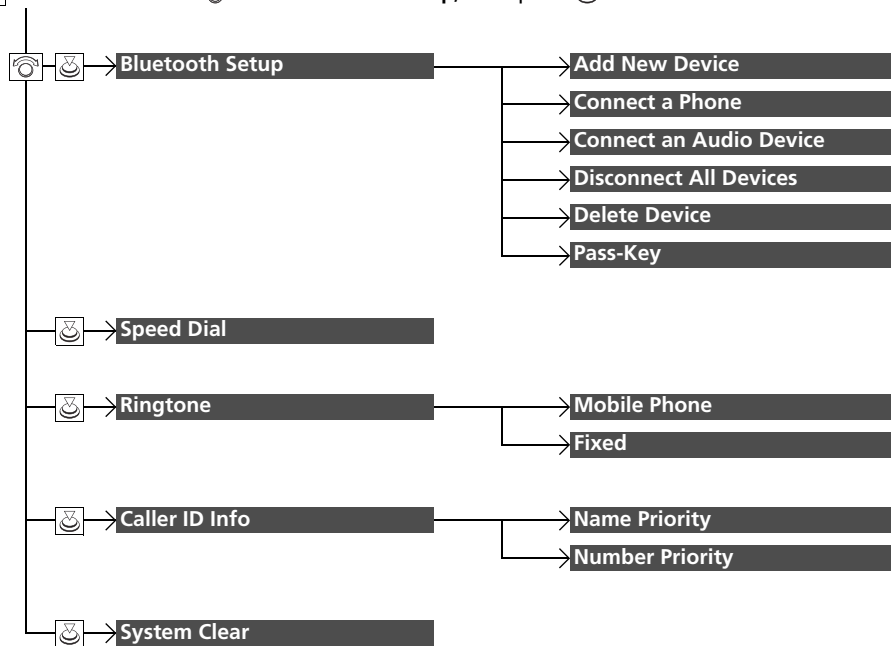 Bluetooth Setup
Add New Device
Connect a Phone
Connect an Audio Device
Disconnect All Devices
Delete Device
Pass-Key
Speed Dial
Ringtone
Mobile Phone
Fixed
Caller ID Info
Name Priority
Number Priority
System Clear